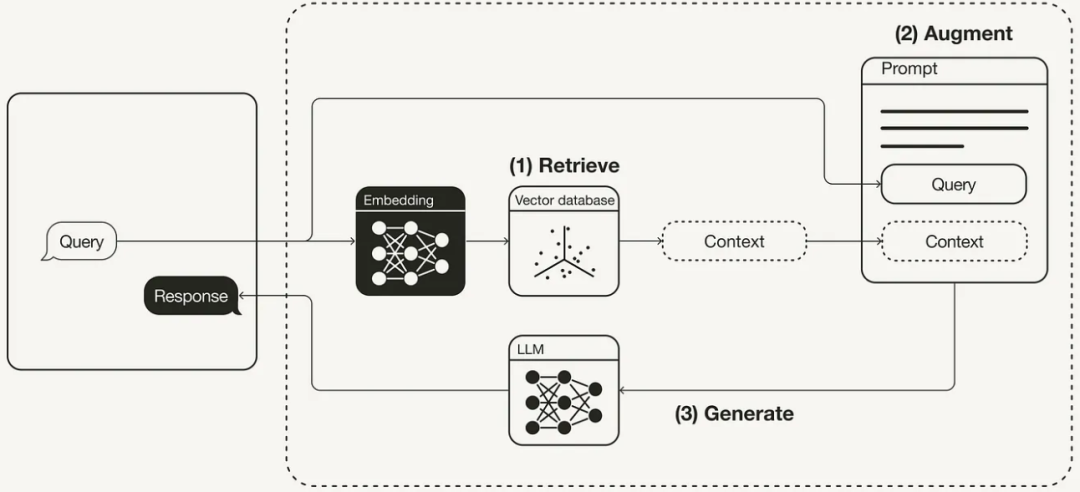 (2) Augment
Prompt
(1) Retrieve
Embedding
Vector database
Query
Query
Context
Context
Response
LLM
(3) Generate